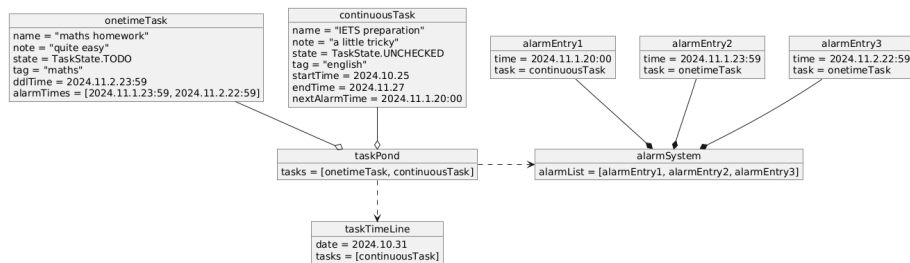 onetimeTask
name = "maths homework"
note = "quite easy"
state = TaskState.TODO
tag = "maths"
ddlTime = 2024.11.2.23:59
alarmTimes = [2024.11.1.23:59, 2024.11.2.22:59]
continuousTask
name = "IETS preparation"
note = "a little tricky"
state = TaskState.UNCHECKED
tag = "english"
startTime = 2024.10.25
endTime = 2024.11.27
nextAlarmTime = 2024.11.1.20:00
alarmEntry1
time = 2024.11.1.20:00
task = continuousTask
alarmEntry2
time = 2024.11.1.23:59
task = onetimeTask
alarmEntry3
time = 2024.11.2.22:59
task = onetimeTask
taskPond
tasks = [onetimeTask, continuousTask]
alarmSystem
alarmList = [alarmEntry1, alarmEntry2, alarmEntry3]
taskTimeLine
date = 2024.10.31
tasks = [continuousTask]